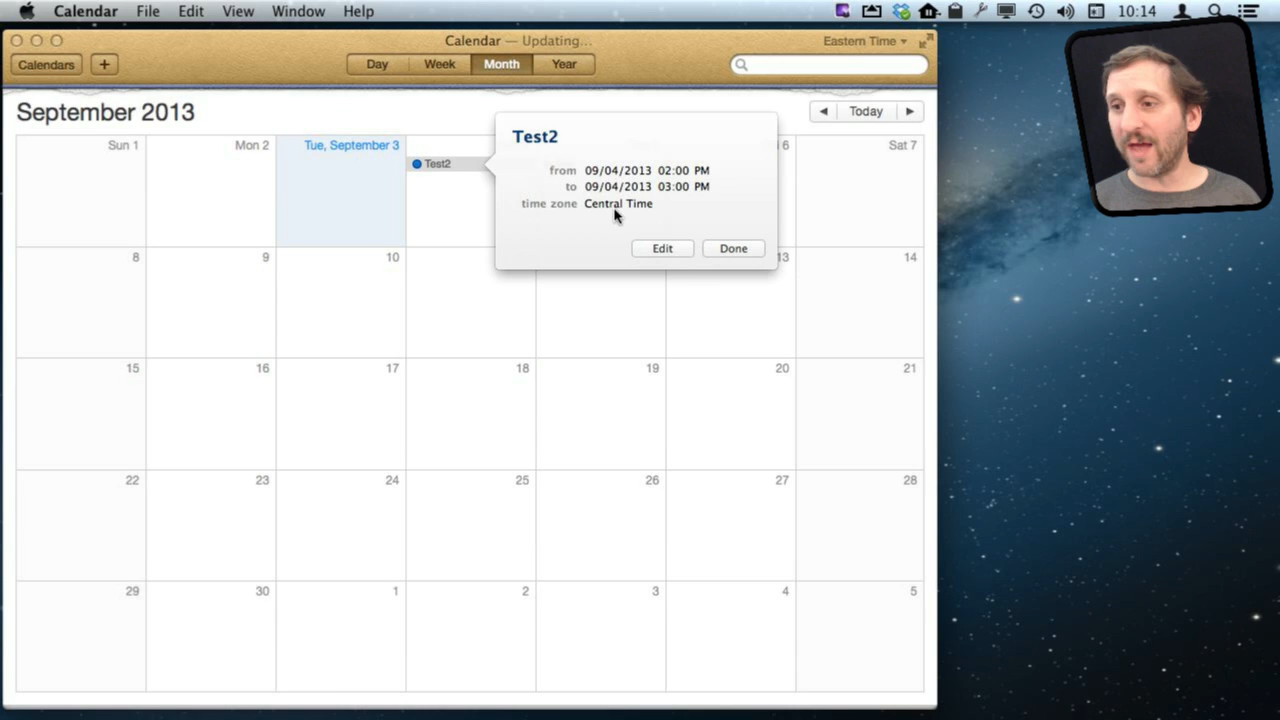 Calendar File Edit View Window Help 10:14
Calendar — Updating... Eastern Time
Calendars + Day Week Month Year
September 2013 Today
Sun 1 Mon 2 Tue, September 3 6 Sat 7
Test2
Test2
from 09/04/2013 02:00 PM
to 09/04/2013 03:00 PM
time zone Central Time
Edit Done
8 9 10 13 14
15 16 17 18 19 20 21
22 23 24 25 26 27 28
29 30 1 2 3 4 5